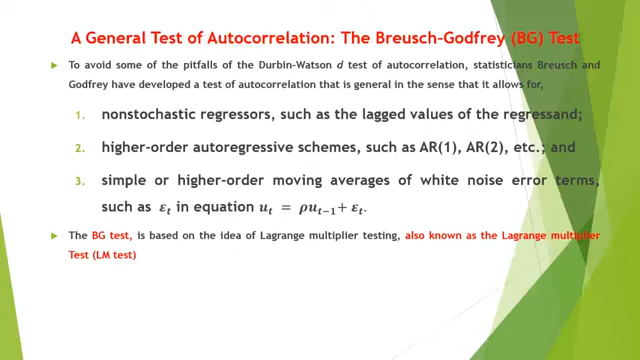 A General Test of Autocorrelation: The Breusch–Godfrey (BG) Test
To avoid some of the pitfalls of the Durbin–Watson d test of autocorrelation, statisticians Breusch and
Godfrey have developed a test of autocorrelation that is general in the sense that it allows for,
1. nonstochastic regressors, such as the lagged values of the regressand;
2. higher-order autoregressive schemes, such as AR(1), AR(2), etc.; and
3. simple or higher-order moving averages of white noise error terms,
such as εₜ in equation uₜ = ρuₜ₋₁ + εₜ.
The BG test, is based on the idea of Lagrange multiplier testing, also known as the Lagrange multiplier
Test (LM test)